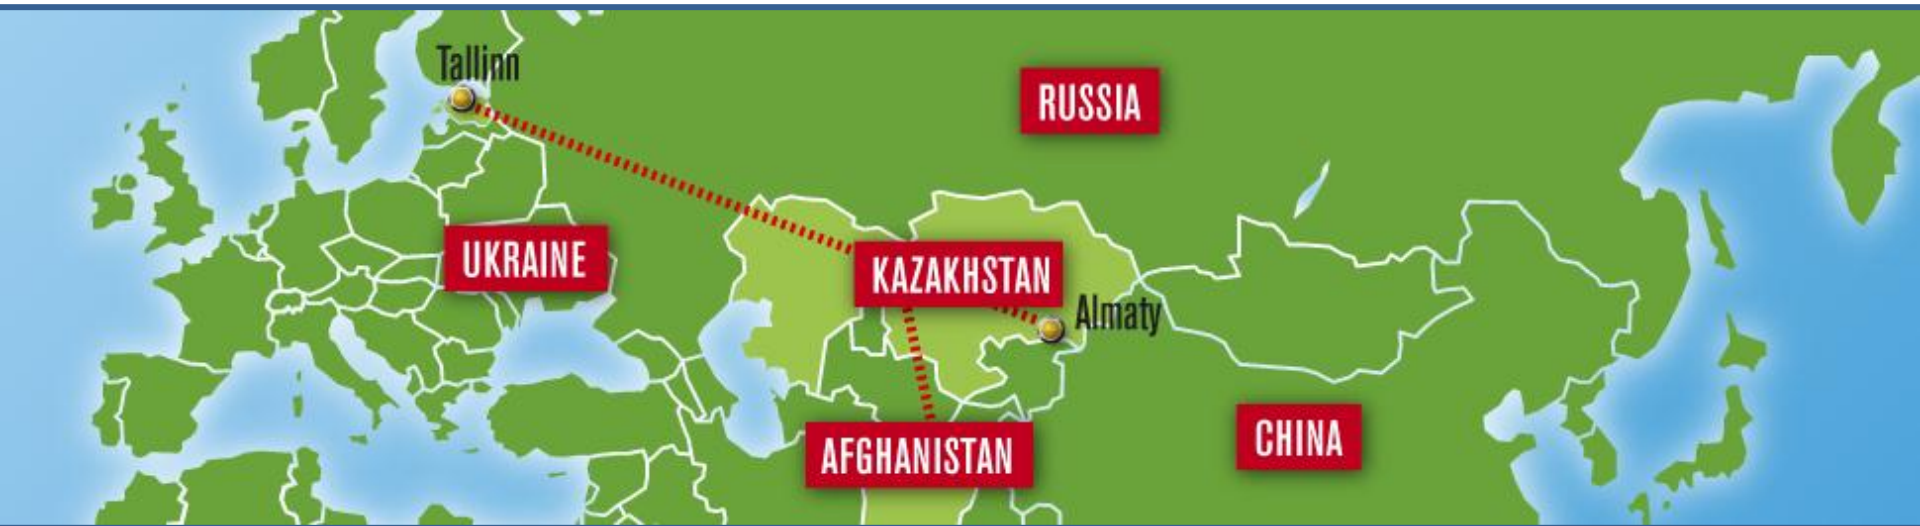 Tallinn
RUSSIA
UKRAINE
KAZAKHSTAN
Almaty
AFGHANISTAN
CHINA